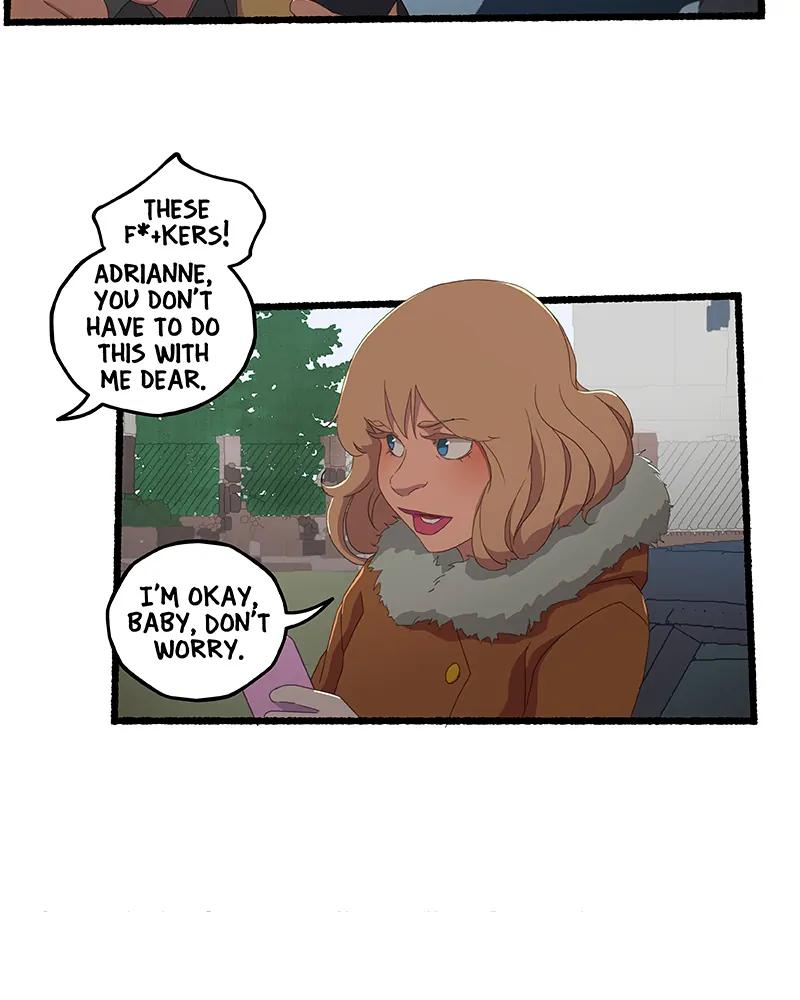 THESE
F*+KERS!
ADRIANNE,
YOU DON'T
HAVE TO DO
THIS WITH
ME DEAR.
I'M OKAY,
BABY, DON'T
WORRY.